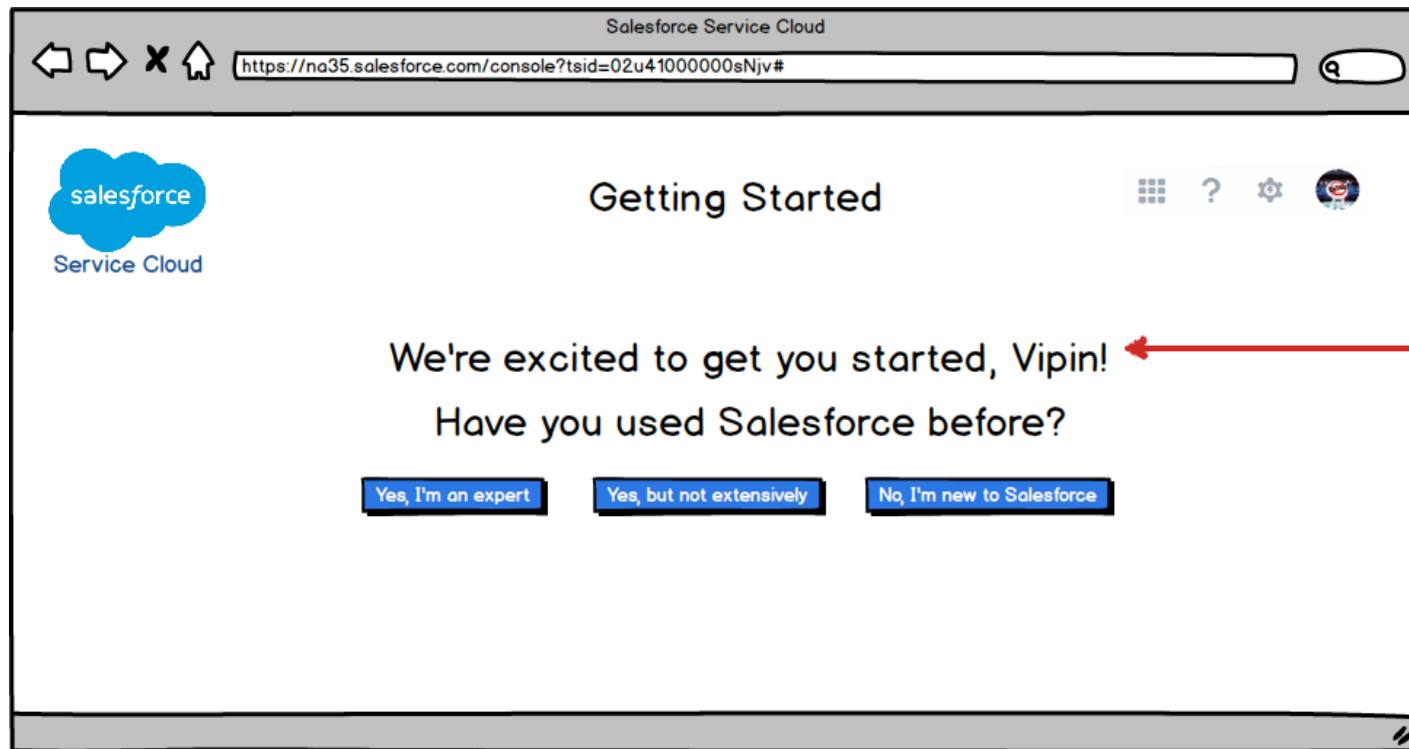 Salesforce Service Cloud
https://na35.salesforce.com/console?tsid=02u41000000sNjv#
salesforce
Service Cloud
Getting Started
?
We're excited to get you started, Vipin!
Have you used Salesforce before?
Yes, I'm an expert
Yes, but not extensively
No, I'm new to Salesforce